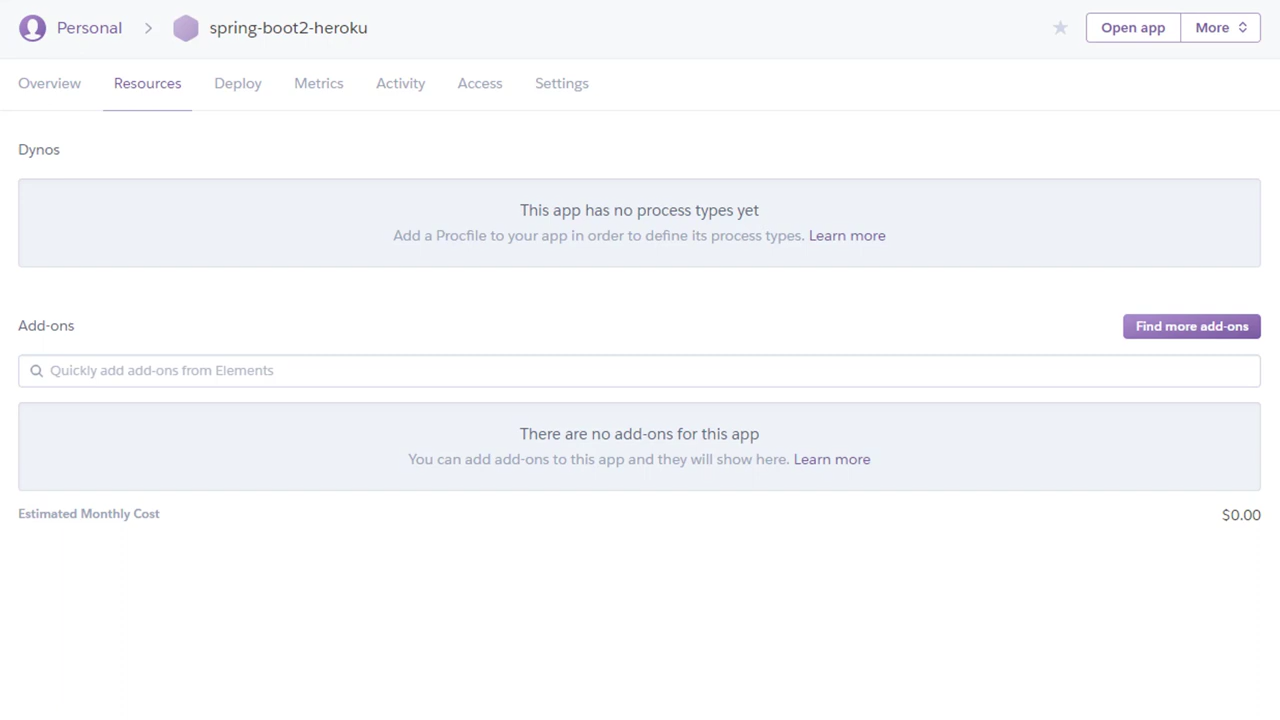 Personal > spring-boot2-heroku
Open app
More
Overview
Resources
Deploy
Metrics
Activity
Access
Settings
Dynos
This app has no process types yet
Add a Procfile to your app in order to define its process types. Learn more
Add-ons
Find more add-ons
Quickly add add-ons from Elements
There are no add-ons for this app
You can add add-ons to this app and they will show here. Learn more
Estimated Monthly Cost
$0.00